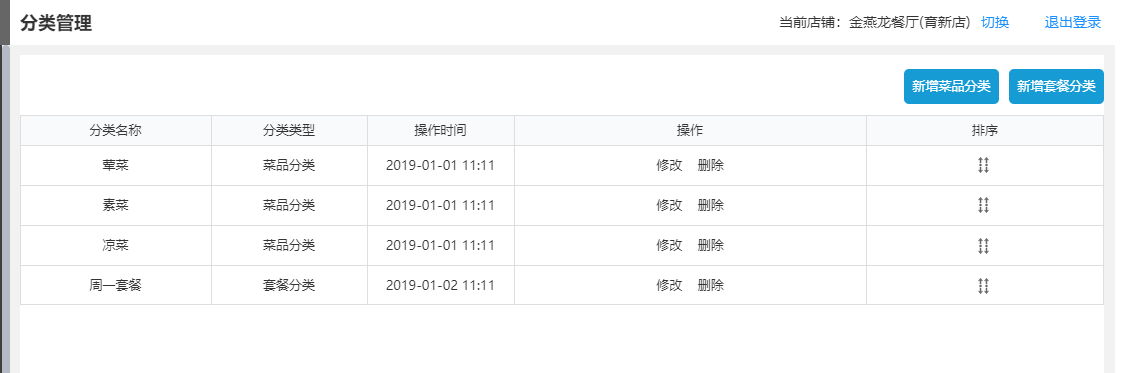 分类管理 当前店铺：金燕龙餐厅(育新店) 切换 退出登录
新增菜品分类 新增套餐分类
分类名称 分类类型 操作时间 操作 排序
荤菜 菜品分类 2019-01-01 11:11 修改 删除
素菜 菜品分类 2019-01-01 11:11 修改 删除
凉菜 菜品分类 2019-01-01 11:11 修改 删除
周一套餐 套餐分类 2019-01-02 11:11 修改 删除